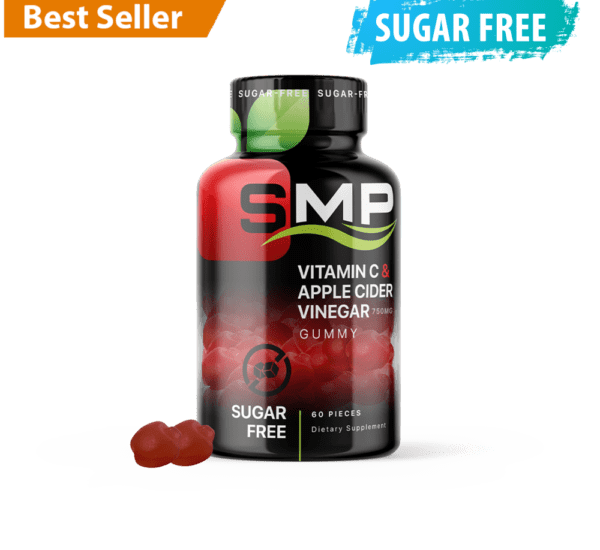 Best Seller
SUGAR FREE
SUGAR-FREE SUGAR-FR
SMP
VITAMIN C &
APPLE CIDER
VINEGAR 750MG
GUMMY
SUGAR
FREE
60 PIECES
Dietary Supplement